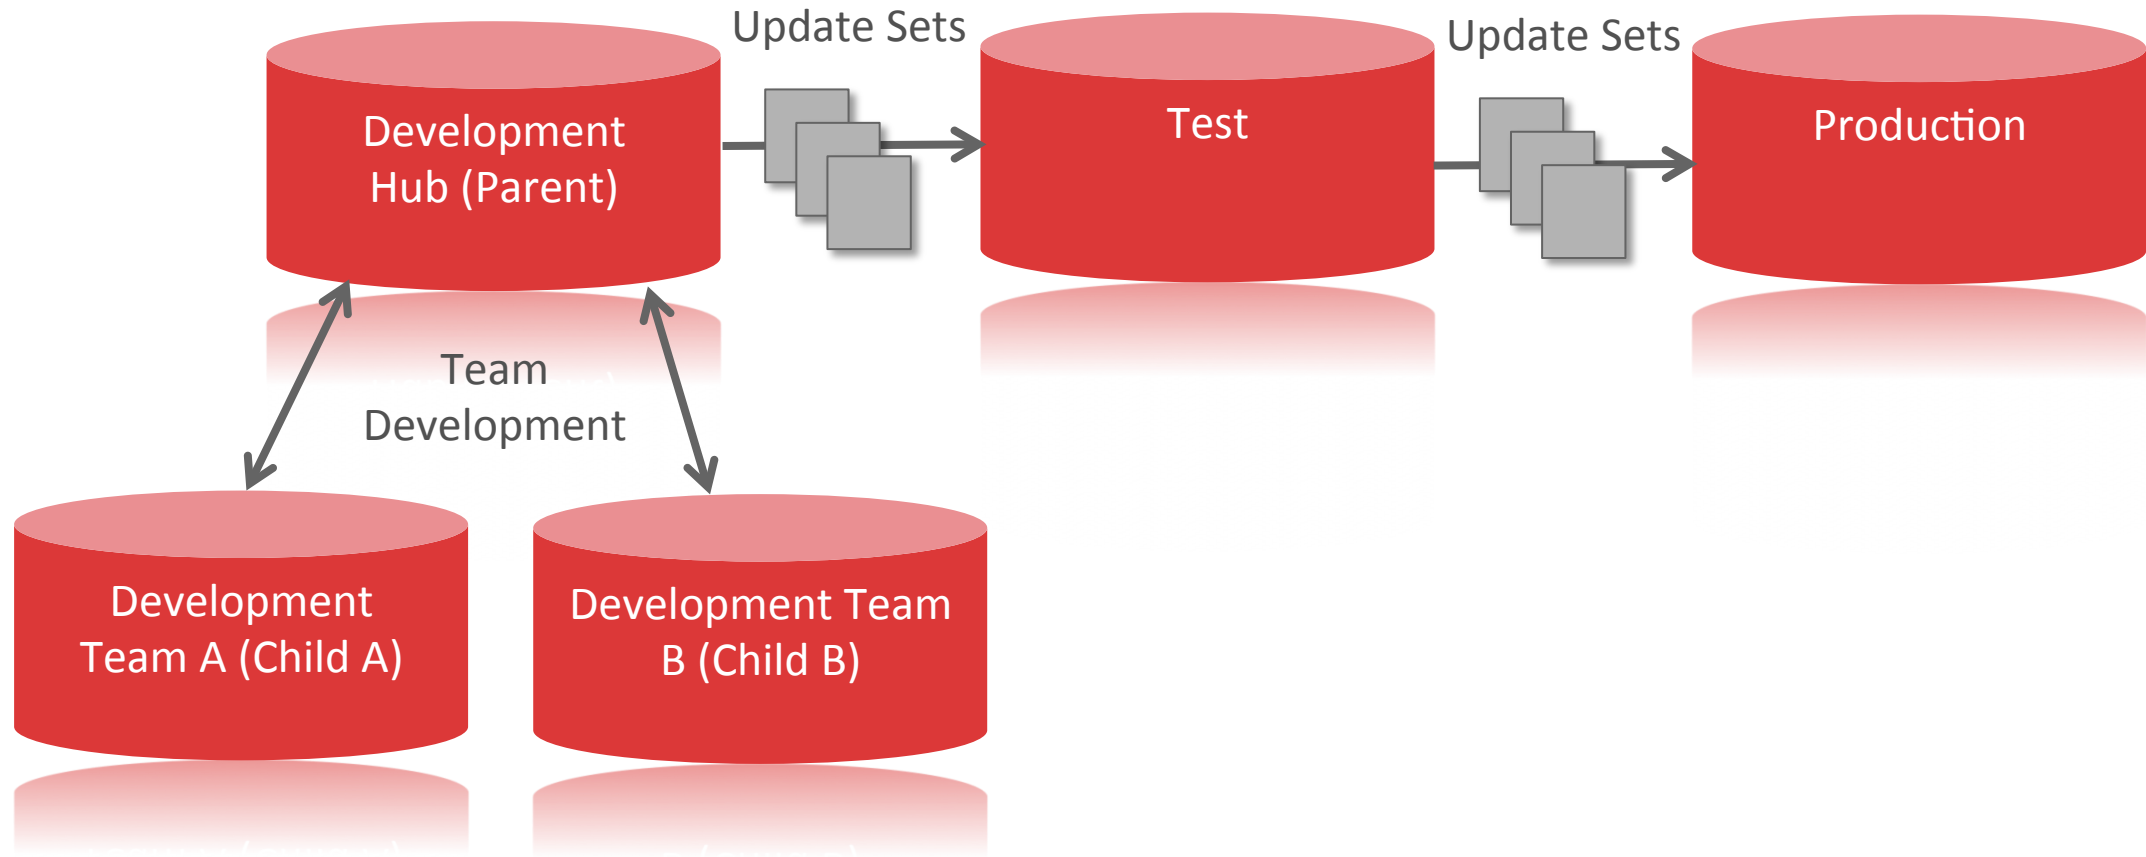 Update Sets
Update Sets
Development
Hub (Parent)
Test
Production
Team
Development
Development
Team A (Child A)
Development Team
B (Child B)